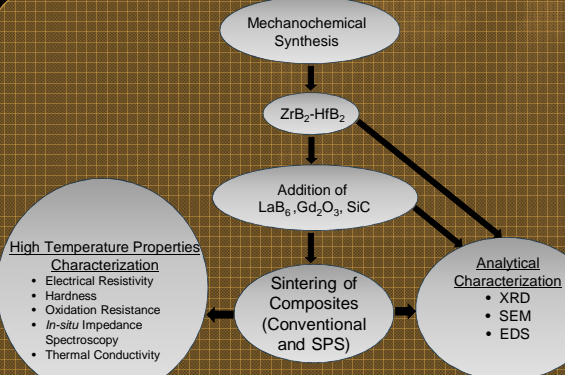 Mechanochemical
Synthesis
ZrB₂-HfB₂
Addition of
LaB₆ ,Gd₂O₃, SiC
High Temperature Properties
Characterization
• Electrical Resistivity
• Hardness
• Oxidation Resistance
• In-situ Impedance
Spectroscopy
• Thermal Conductivity
Sintering of
Composites
(Conventional
and SPS)
Analytical
Characterization
• XRD
• SEM
• EDS